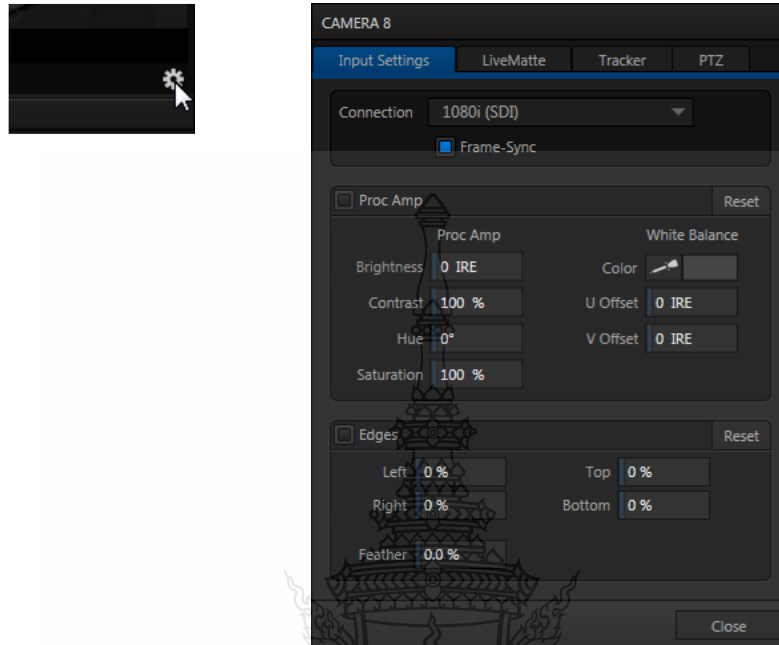 CAMERA 8
Input Settings LiveMatte Tracker PTZ
Connection 1080i (SDI)
Frame-Sync
Proc Amp Reset
Proc Amp White Balance
Brightness 0 IRE Color
Contrast 100 % U Offset 0 IRE
Hue 0° V Offset 0 IRE
Saturation 100 %
Edges Reset
Left 0 % Top 0 %
Right 0 % Bottom 0 %
Feather 0.0 %
Close